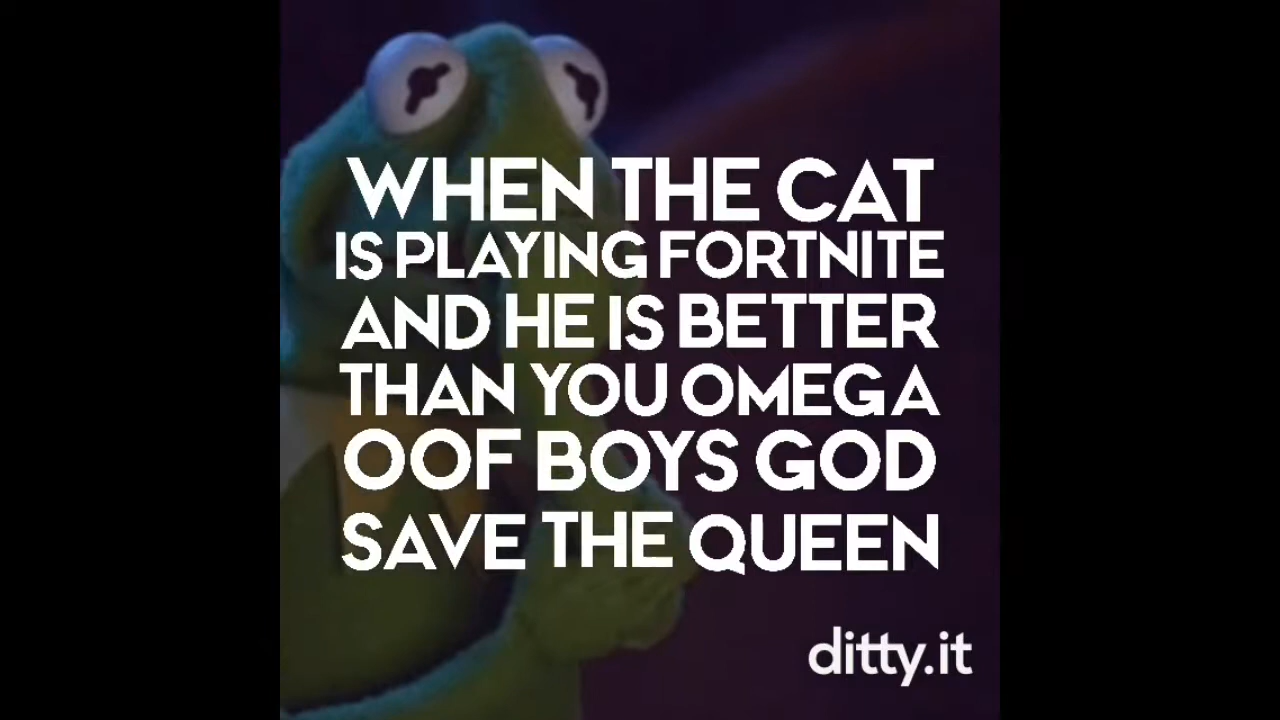 WHEN THE CAT
IS PLAYING FORTNITE
AND HE IS BETTER
THAN YOU OMEGA
OOF BOYS GOD
SAVE THE QUEEN
ditty.it